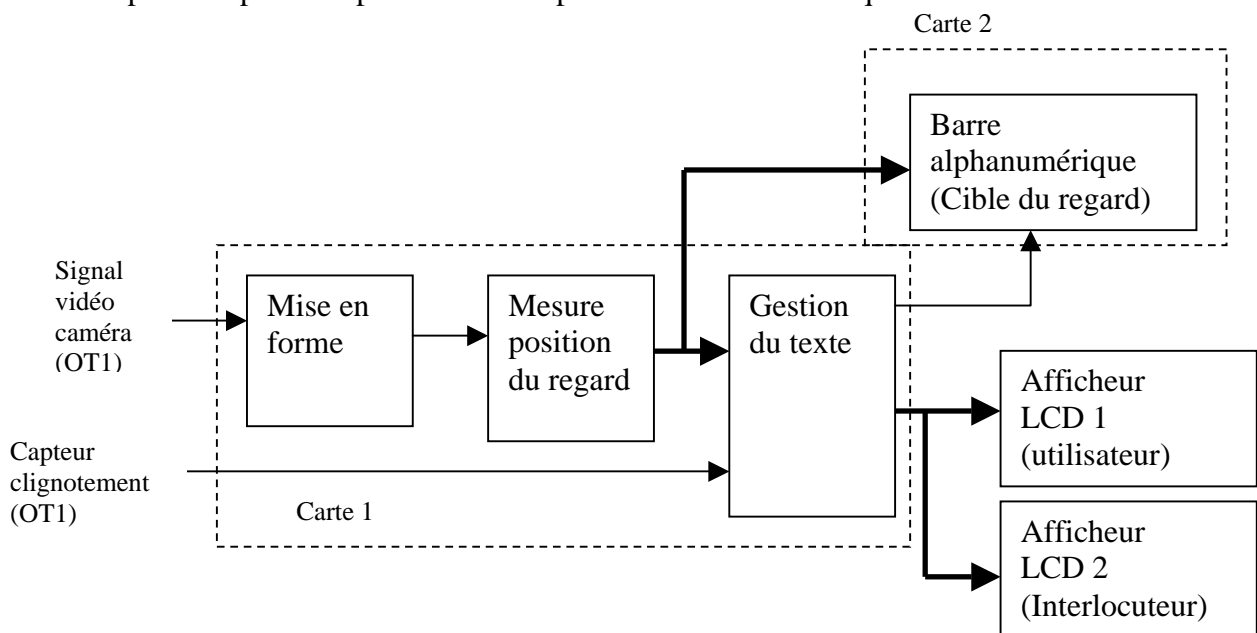 Carte 2
Barre
alphanumérique
(Cible du regard)
Signal
vidéo
caméra
(OT1)
Mise en
forme
Mesure
position
du regard
Gestion
du texte
Afficheur
LCD 1
(utilisateur)
Capteur
clignotement
(OT1)
Carte 1
Afficheur
LCD 2
(Interlocuteur)